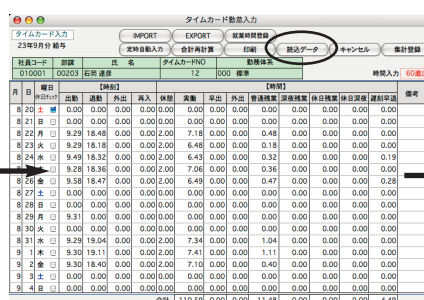 タイムカード勤怠入力
タイムカード入力 IMPORT EXPORT 就業時間登録
23年9月分 給与 定時自動入力 合計再計算 印刷 読込データ キャンセル 集計登録
社員コード 部課 氏 名 タイムカードNO 勤務体系
010001 00203 石岡 達彦 12 000 標準 時間入力 60進
月 日 曜日 【時刻】 【時間】 備考
休日チェック 出勤 退勤 外出 再入 休憩 実働 早出 外出 普通残業 深夜残業 休日残業 休日深夜 遅刻早退
8 20 土 0.00 0.00 0.00 0.00 0.00 0.00 0.00 0.00 0.00 0.00 0.00 0.00 0.00
8 21 日 0.00 0.00 0.00 0.00 0.00 0.00 0.00 0.00 0.00 0.00 0.00 0.00 0.00
8 22 月 9.29 18.48 0.00 0.00 2.00 7.18 0.00 0.00 0.48 0.00 0.00 0.00 0.00
8 23 火 9.29 18.18 0.00 0.00 2.00 6.48 0.00 0.00 0.18 0.00 0.00 0.00 0.00
8 24 水 9.49 18.32 0.00 0.00 2.00 6.43 0.00 0.00 0.32 0.00 0.00 0.00 0.19
9.28 18.36 0.00 0.00 2.00 7.06 0.00 0.00 0.36 0.00 0.00 0.00 0.00
8 26 金 9.58 18.47 0.00 0.00 2.00 6.49 0.00 0.00 0.47 0.00 0.00 0.00 0.28
8 27 土 0.00 0.00 0.00 0.00 0.00 0.00 0.00 0.00 0.00 0.00 0.00 0.00 0.00
8 28 日 0.00 0.00 0.00 0.00 0.00 0.00 0.00 0.00 0.00 0.00 0.00 0.00 0.00
8 29 月 9.31 0.00 0.00 0.00 0.00 0.00 0.00 0.00 0.00 0.00 0.00 0.00 0.00
8 30 火 0.00 0.00 0.00 0.00 0.00 0.00 0.00 0.00 0.00 0.00 0.00 0.00 0.00
8 31 水 9.29 19.04 0.00 0.00 2.00 7.34 0.00 0.00 1.04 0.00 0.00 0.00 0.00
9 1 木 9.30 19.11 0.00 0.00 2.00 7.41 0.00 0.00 1.11 0.00 0.00 0.00 0.00
9 2 金 9.30 18.40 0.00 0.00 2.00 7.10 0.00 0.00 0.40 0.00 0.00 0.00 0.00
9 3 土 0.00 0.00 0.00 0.00 0.00 0.00 0.00 0.00 0.00 0.00 0.00 0.00 0.00
9 4 日 0.00 0.00 0.00 0.00 0.00 0.00 0.00 0.00 0.00 0.00 0.00 0.00 0.00